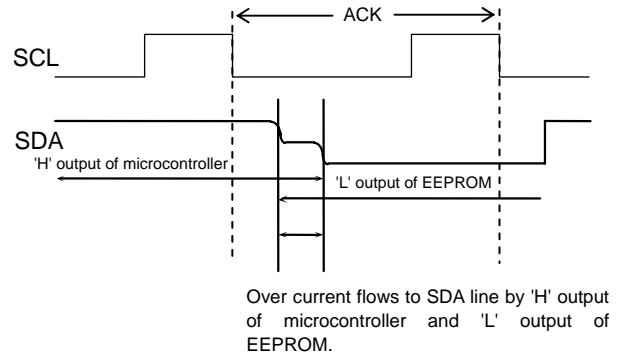 ACK
SCL
SDA
'H' output of microcontroller
'L' output of EEPROM
Over current flows to SDA line by 'H' output
of microcontroller and 'L' output of
EEPROM.